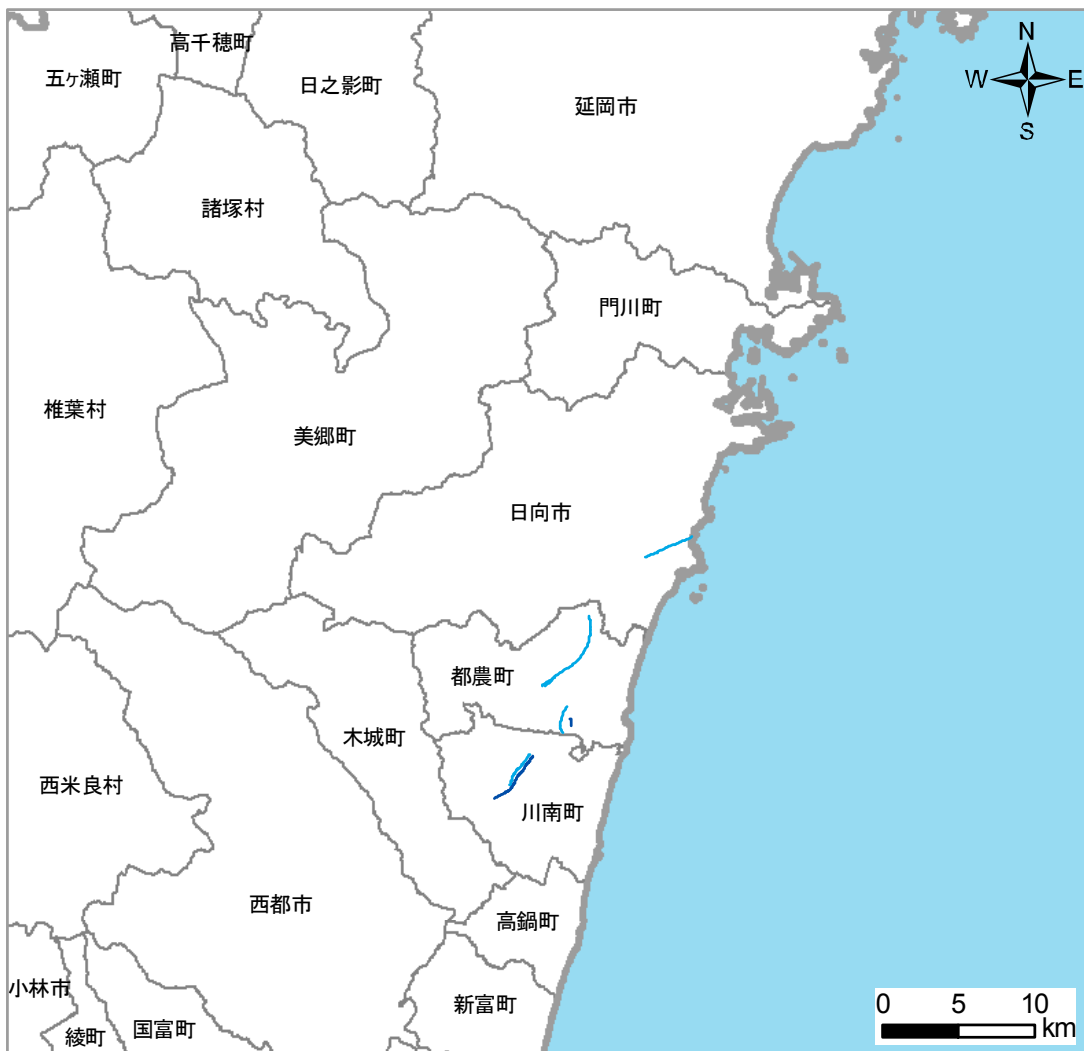 高千穂町
N
五ヶ瀬町
日之影町
W
E
延岡市
S
諸塚村
門川町
椎葉村
美郷町
日向市
都農町
木城町
西米良村
川南町
西都市
高鍋町
小林市
新富町
0 5 10
km
綾町
国富町